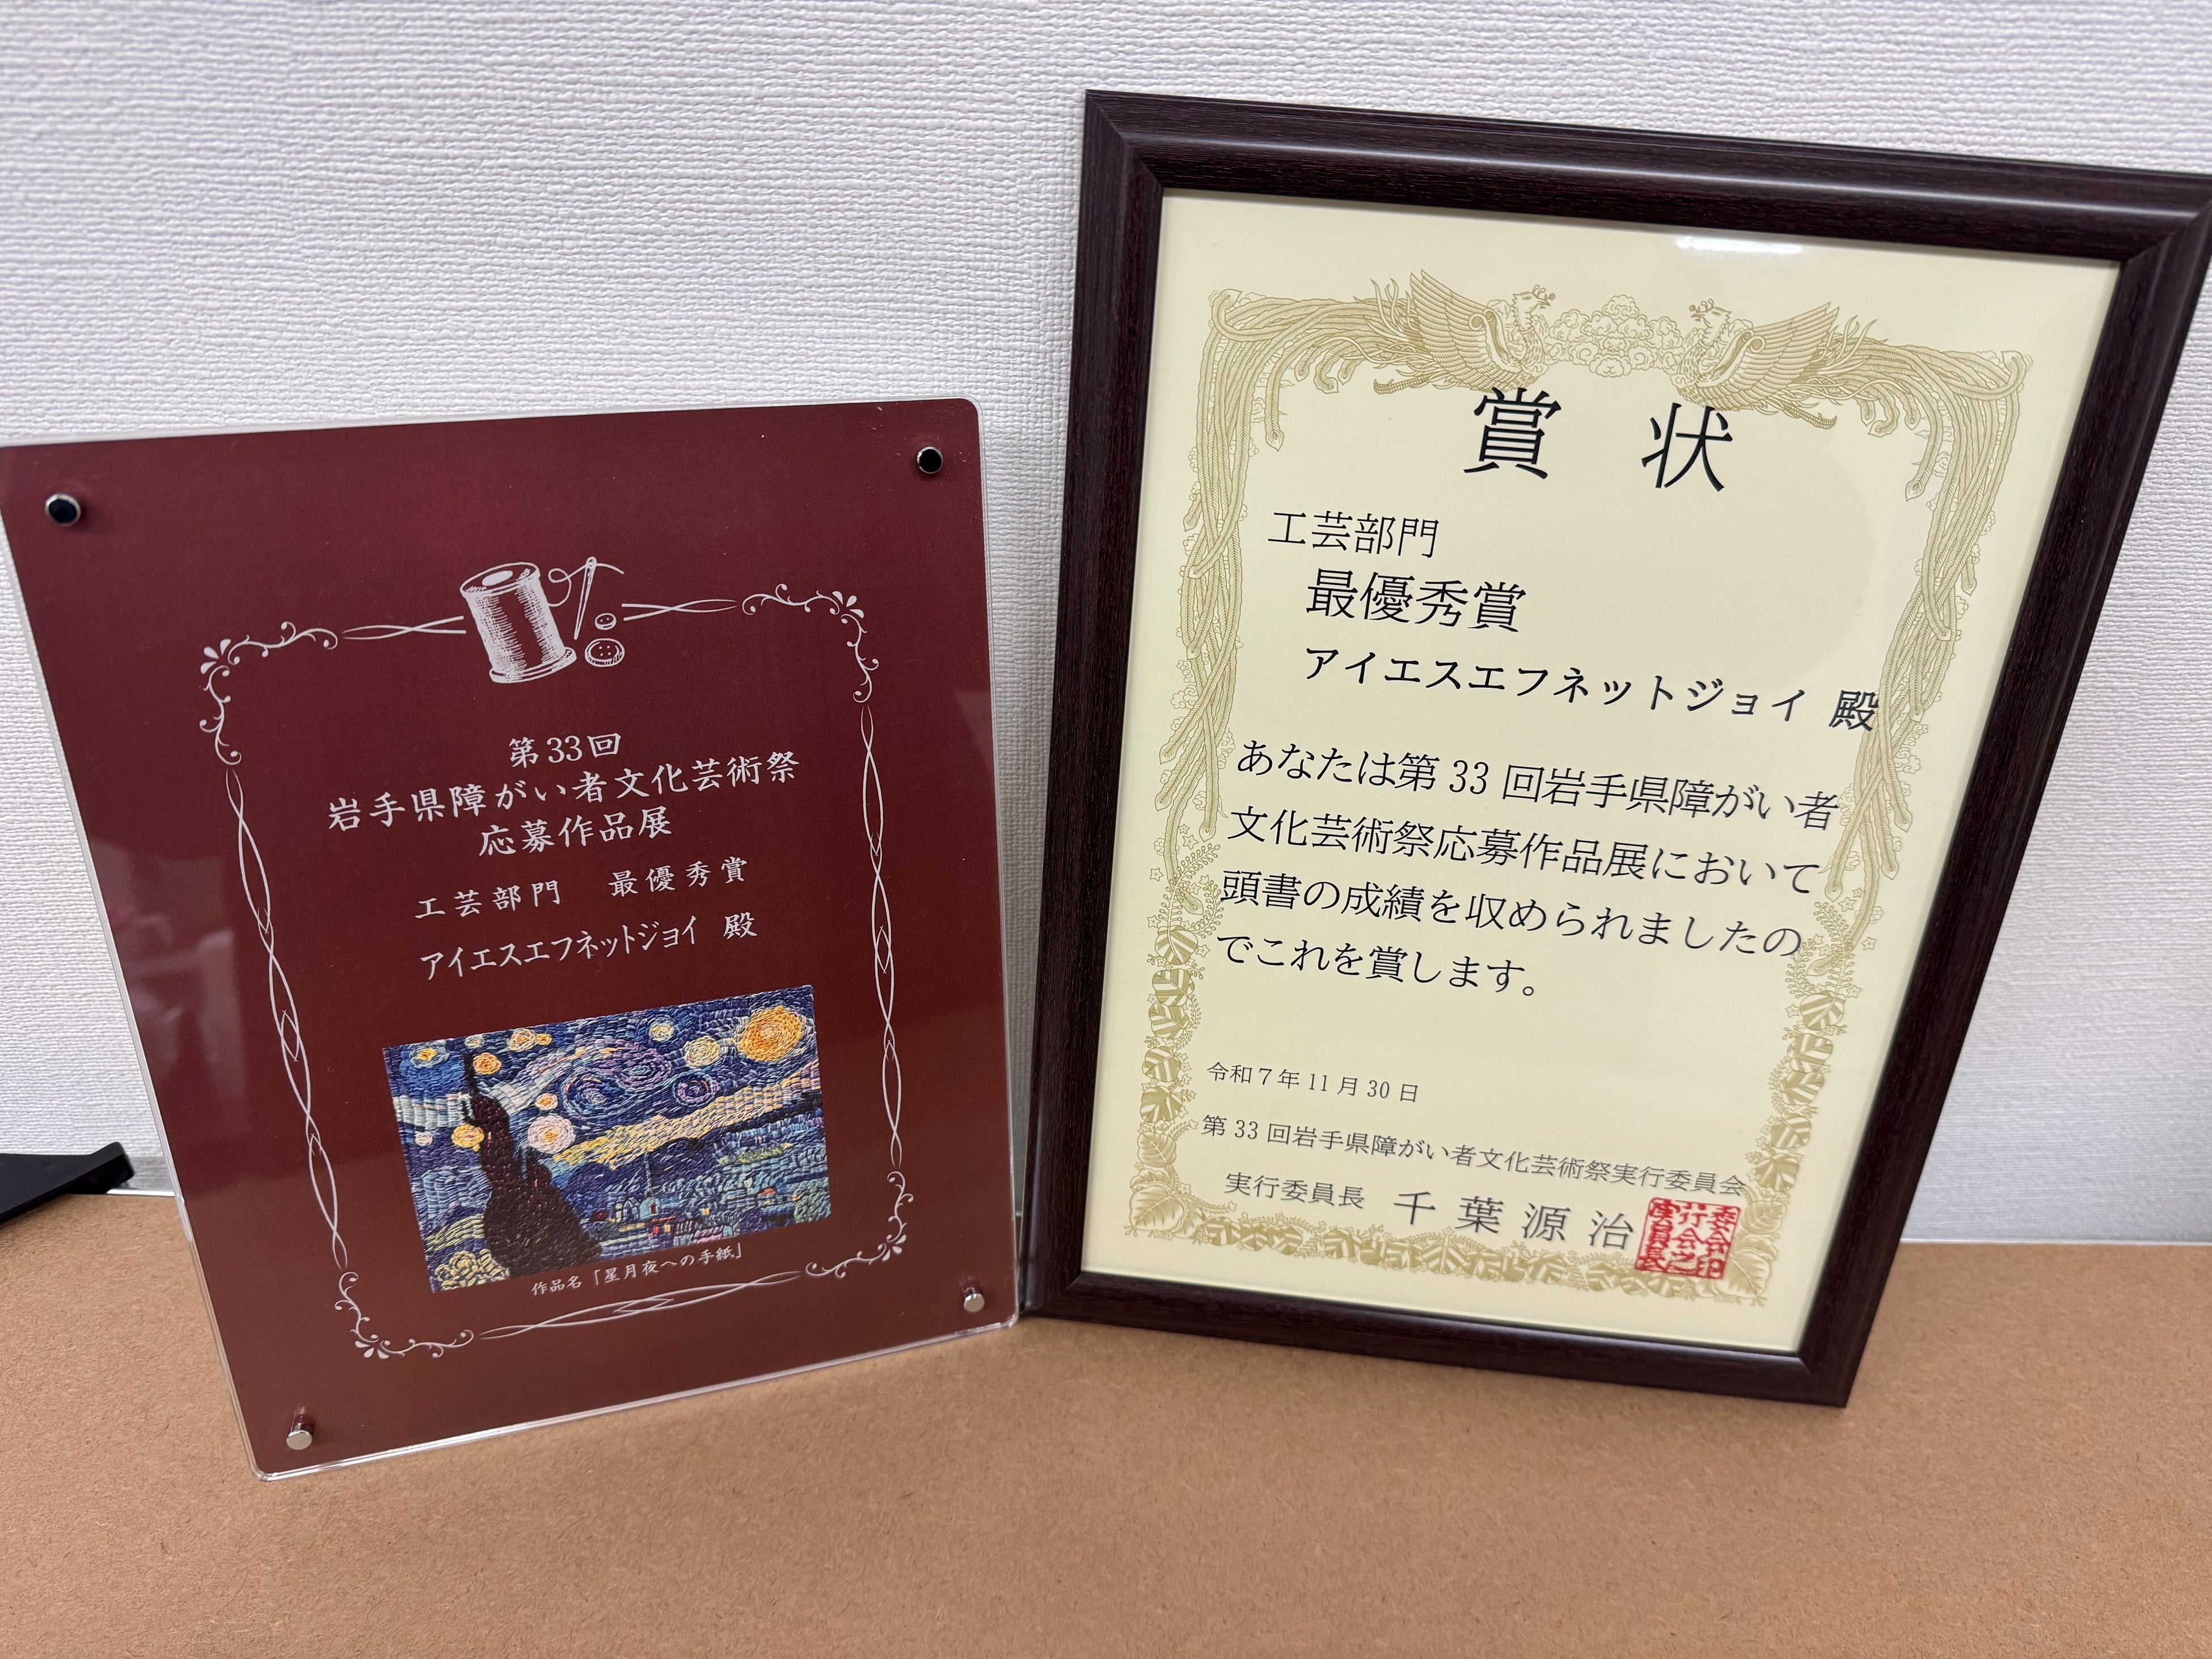 第33回
岩手県障がい者文化芸術祭
応募作品展
工芸部門 最優秀賞
アイエスエフネットジョイ 殿
作品名「星月夜への手紙」
賞状
工芸部門
最優秀賞
アイエスエフネットジョイ 殿
あなたは第33回岩手県障がい者
文化芸術祭応募作品展において
頭書の成績を収められましたの
でこれを賞します。
令和7年11月30日
第33回岩手県障がい者文化芸術祭実行委員会
実行委員長 千葉源治